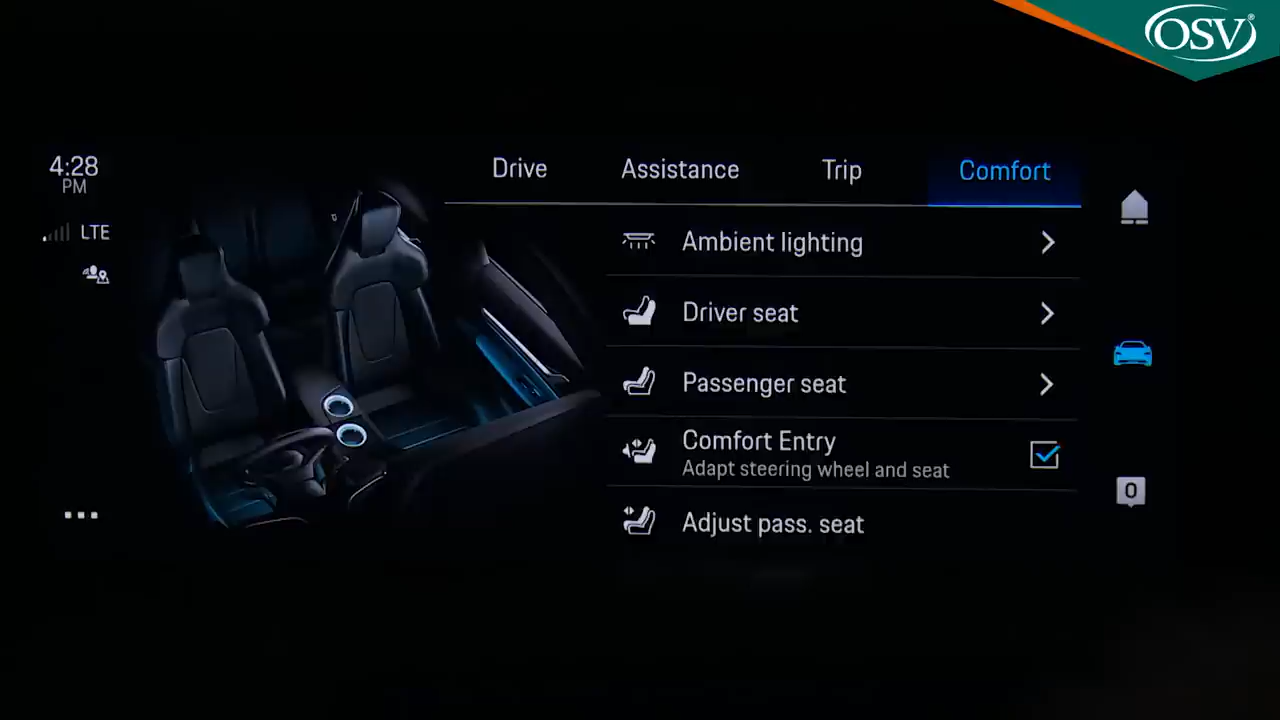 OSV
4:28
PM
LTE
Drive
Assistance
Trip
Comfort
Ambient lighting
Driver seat
Passenger seat
Comfort Entry
Adapt steering wheel and seat
Adjust pass. seat
0